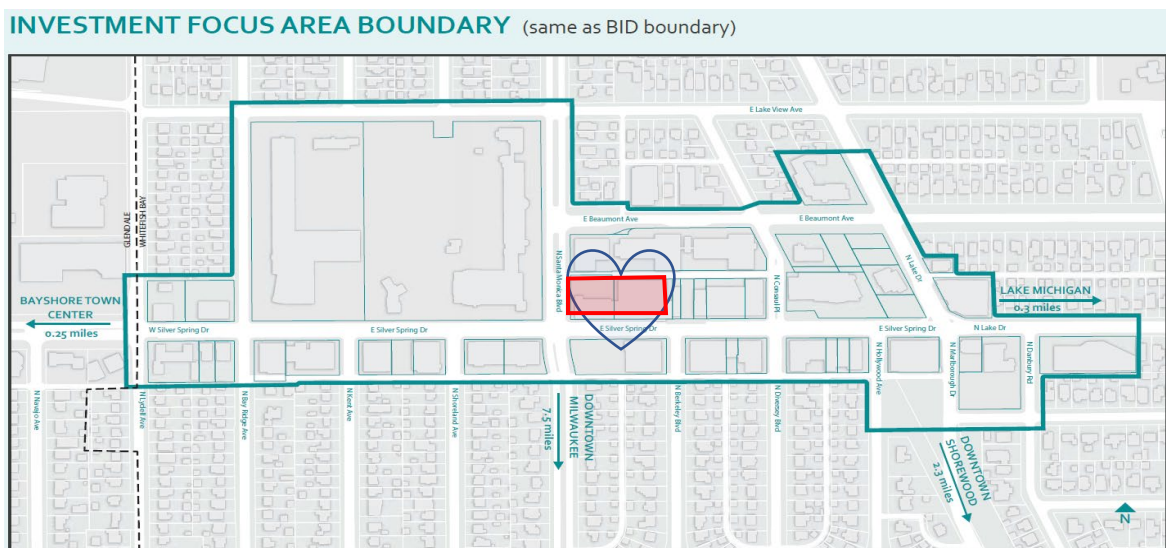 INVESTMENT FOCUS AREA BOUNDARY (same as BID boundary)
E Lake View Ave
GLENDALE
WHITEFISH BAY
E Beaumont Ave
E Beaumont Ave
N Santa Monica Blvd
N Consaul Pl
N Lake Dr
BAYSHORE TOWN
CENTER
0.25 miles
LAKE MICHIGAN
0.3 miles
W Silver Spring Dr
E Silver Spring Dr
E Silver Spring Dr
E Silver Spring Dr
N Lake Dr
N Navajo Ave
N Lydell Ave
N Bay Ridge Ave
N Kent Ave
N Shoreland Ave
DOWNTOWN
MILWAUKEE
7.5 miles
N Berkeley Blvd
N Diversey Blvd
N Hollywood Ave
N Marlborough Dr
N Danbury Rd
DOWNTOWN
SHOREWOOD
2.3 miles
N